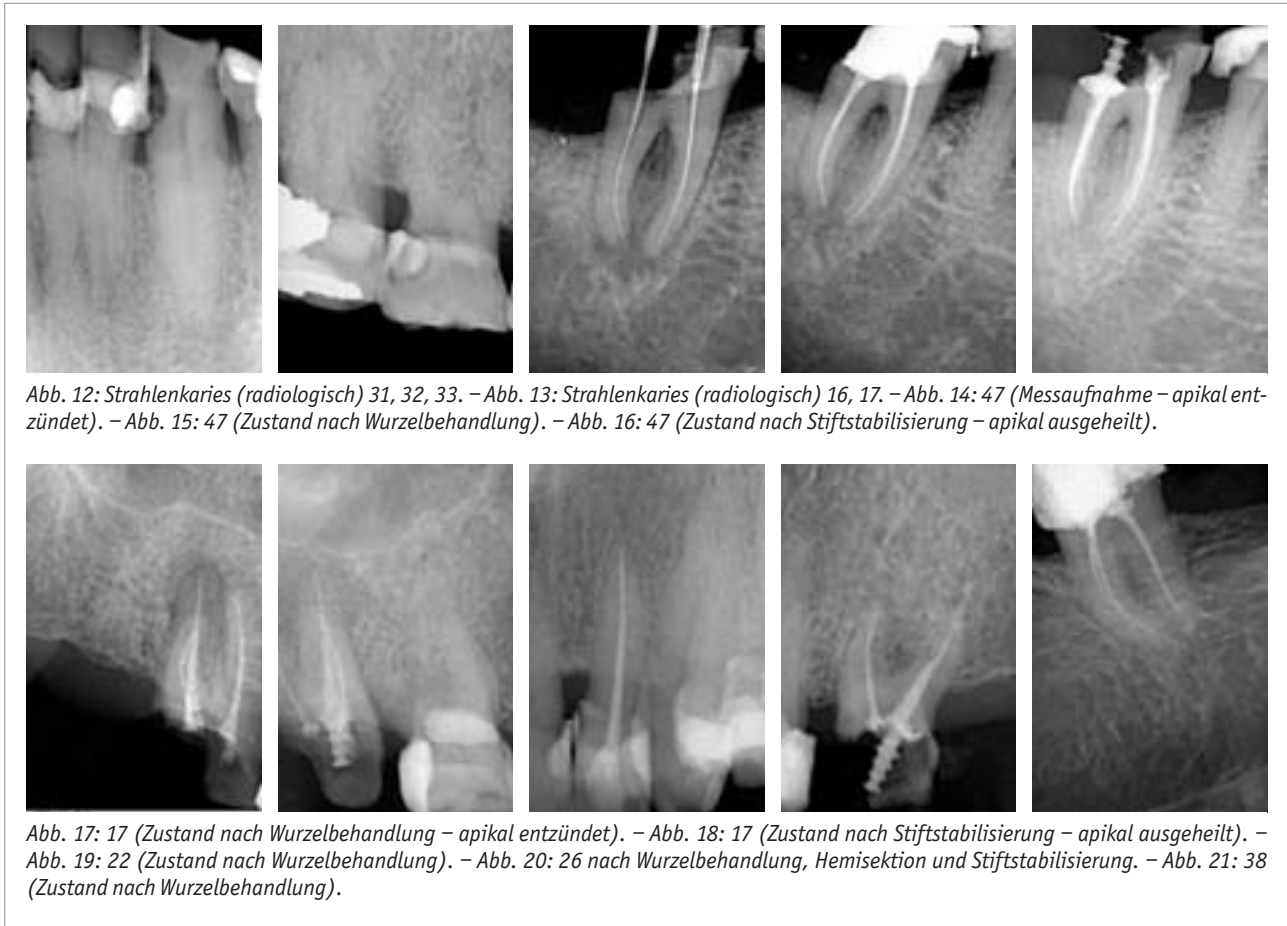 Abb. 12: Strahlenkaries (radiologisch) 31, 32, 33. – Abb. 13: Strahlenkaries (radiologisch) 16, 17. – Abb. 14: 47 (Messaufnahme – apikal ent-
zündet). – Abb. 15: 47 (Zustand nach Wurzelbehandlung). – Abb. 16: 47 (Zustand nach Stiftstabilisierung – apikal ausgeheilt).
Abb. 17: 17 (Zustand nach Wurzelbehandlung – apikal entzündet). – Abb. 18: 17 (Zustand nach Stiftstabilisierung – apikal ausgeheilt). –
Abb. 19: 22 (Zustand nach Wurzelbehandlung). – Abb. 20: 26 nach Wurzelbehandlung, Hemisektion und Stiftstabilisierung. – Abb. 21: 38
(Zustand nach Wurzelbehandlung).